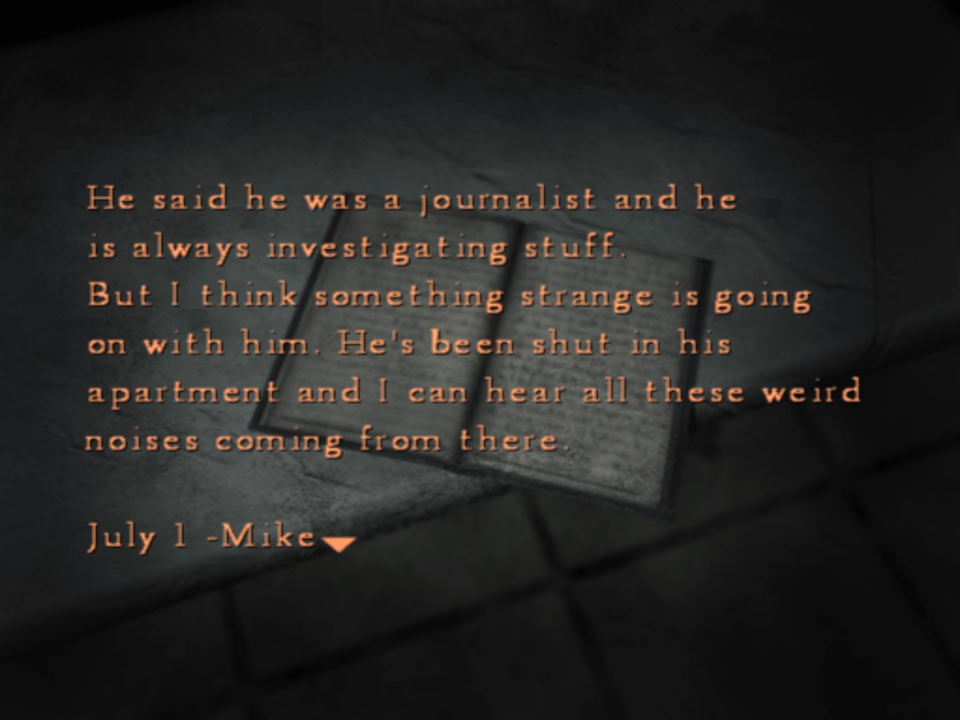 He said he was a journalist and he
is always investigating stuff.
But I think something strange is going
on with him. He's been shut in his
apartment and I can hear all these weird
noises coming from there.
July 1 -Mike